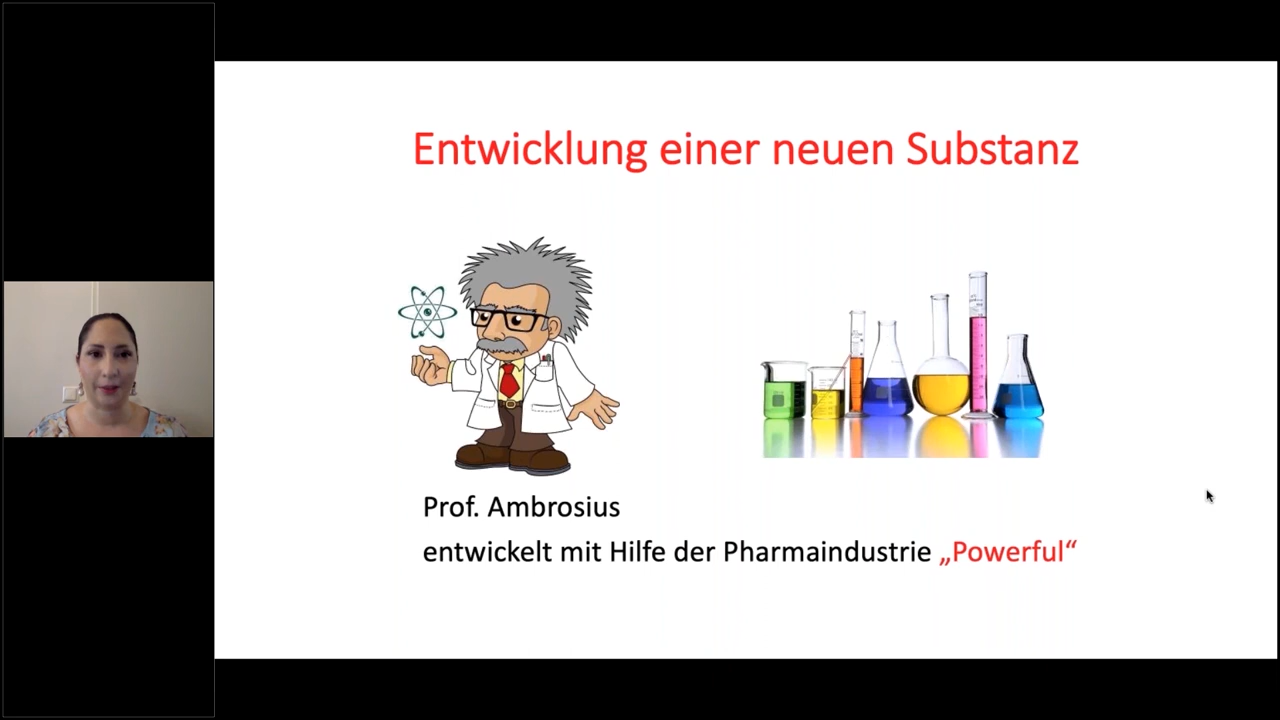 Entwicklung einer neuen Substanz
Prof. Ambrosius
entwickelt mit Hilfe der Pharmaindustrie „Powerful“